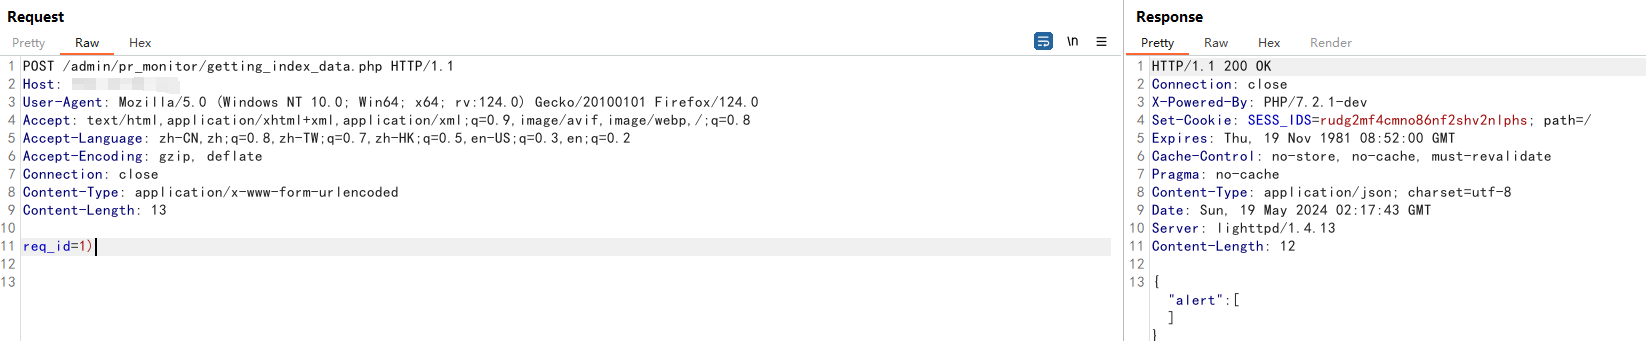 Request
Pretty Raw Hex \n
1 POST /admin/pr_monitor/getting_index_data.php HTTP/1.1
2 Host:
3 User-Agent: Mozilla/5.0 (Windows NT 10.0; Win64; x64; rv:124.0) Gecko/20100101 Firefox/124.0
4 Accept: text/html,application/xhtml+xml,application/xml;q=0.9,image/avif,image/webp,/;q=0.8
5 Accept-Language: zh-CN,zh;q=0.8,zh-TW;q=0.7,zh-HK;q=0.5,en-US;q=0.3,en;q=0.2
6 Accept-Encoding: gzip, deflate
7 Connection: close
8 Content-Type: application/x-www-form-urlencoded
9 Content-Length: 13
10
11 req_id=1)
12
13
Response
Pretty Raw Hex Render
1 HTTP/1.1 200 OK
2 Connection: close
3 X-Powered-By: PHP/7.2.1-dev
4 Set-Cookie: SESS_IDS=rudg2mf4cmno86nf2shv2nlphs; path=/
5 Expires: Thu, 19 Nov 1981 08:52:00 GMT
6 Cache-Control: no-store, no-cache, must-revalidate
7 Pragma: no-cache
8 Content-Type: application/json; charset=utf-8
9 Date: Sun, 19 May 2024 02:17:43 GMT
10 Server: lighttpd/1.4.13
11 Content-Length: 12
12
13 {
"alert":[
]
}